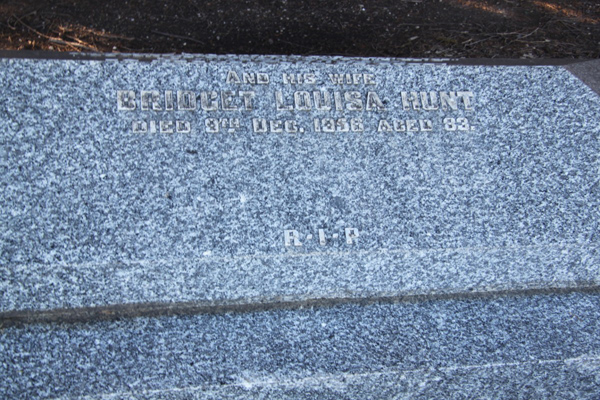 AND HIS WIFE
BRIDGET LOUISA HUNT
DIED 3RD DEC. 1956 AGED 83.
R·I·P